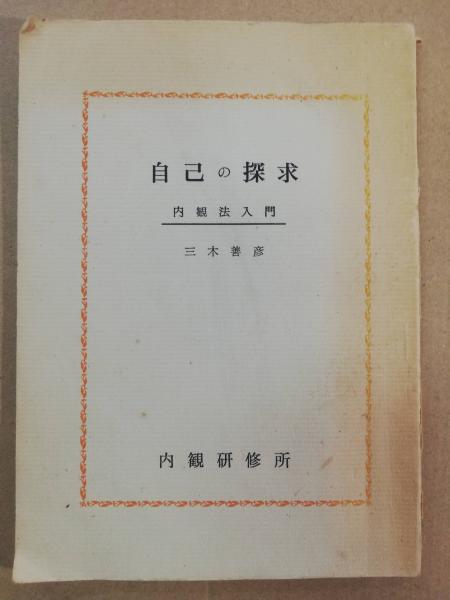 自己の探求
内観法入門
三木善彦
内観研修所